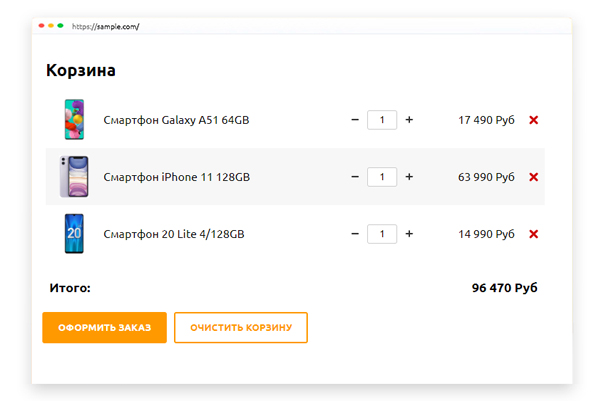 https://sample.com/
Корзина
Смартфон Galaxy A51 64GB − 1 + 17 490 Руб
Смартфон iPhone 11 128GB − 1 + 63 990 Руб
20
Смартфон 20 Lite 4/128GB − 1 + 14 990 Руб
Итого: 96 470 Руб
ОФОРМИТЬ ЗАКАЗ ОЧИСТИТЬ КОРЗИНУ